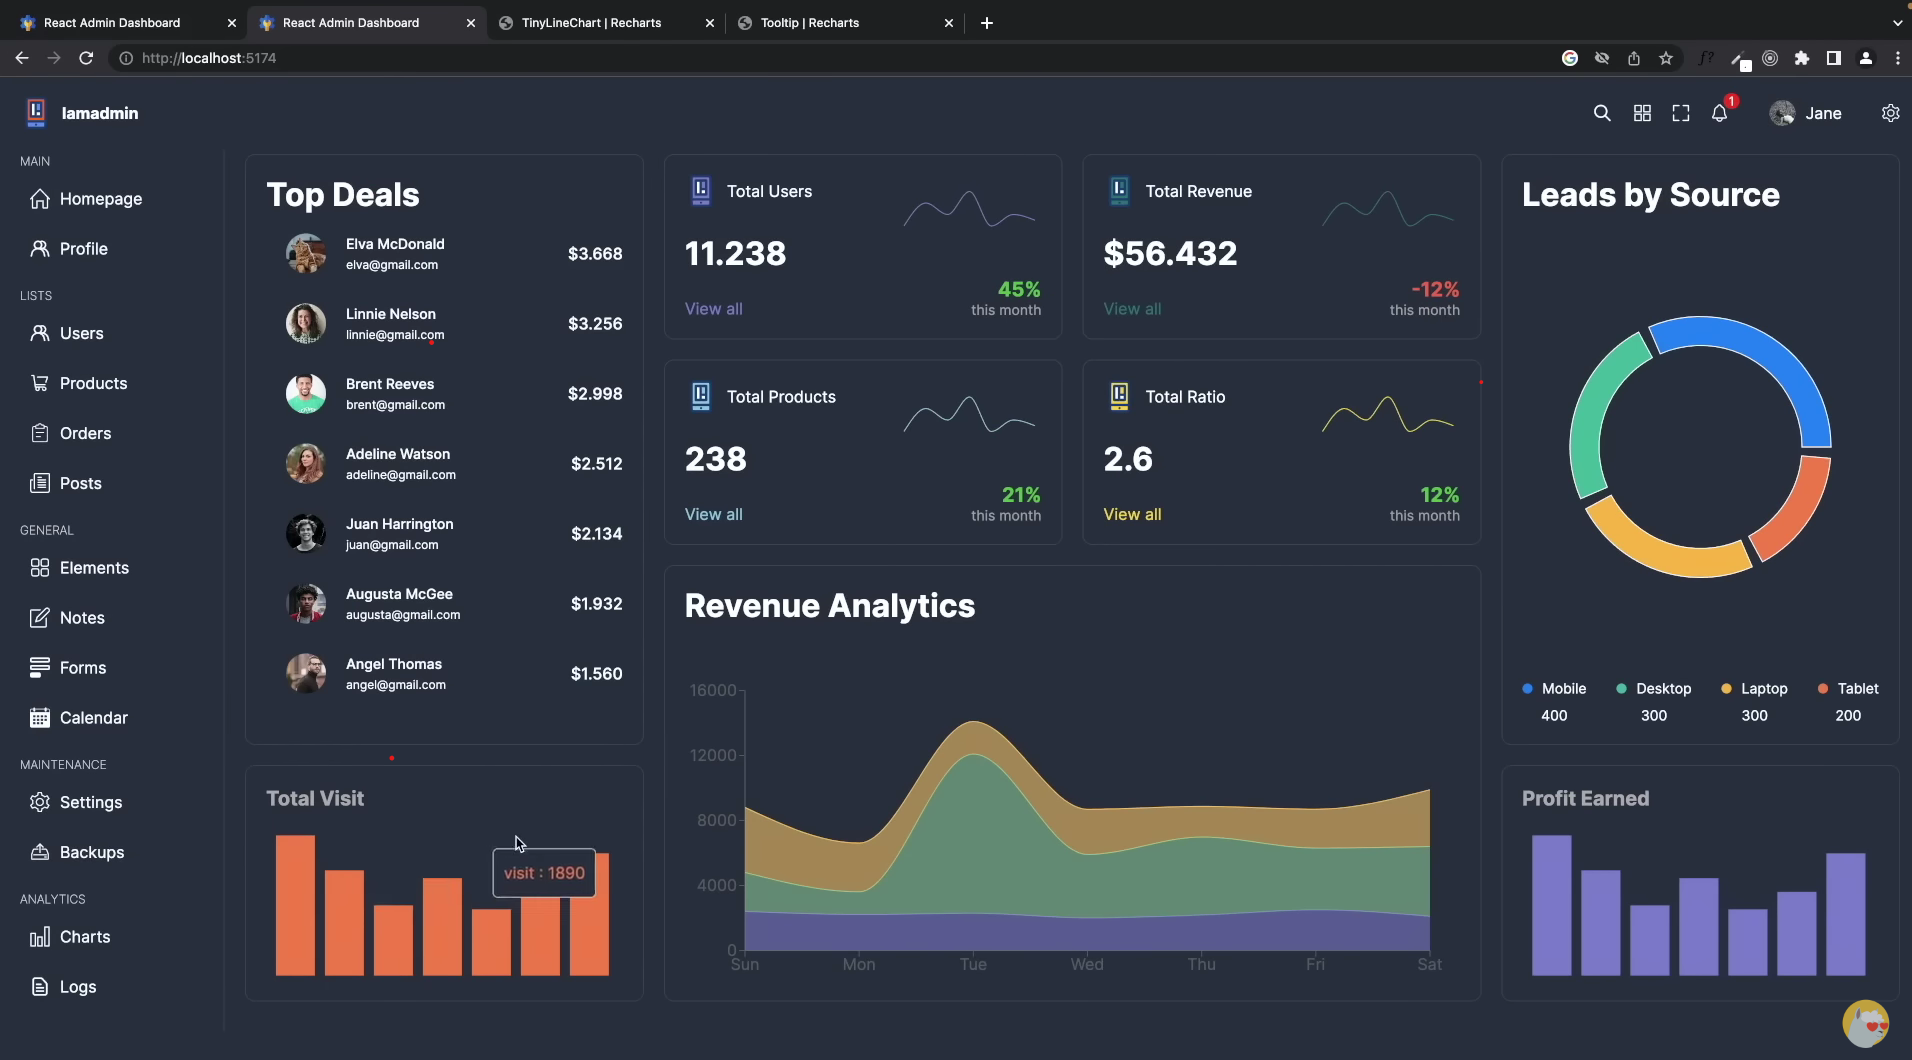 React Admin Dashboard
React Admin Dashboard
TinyLineChart | Recharts
Tooltip | Recharts
http://localhost:5174
f?
lamadmin
1
Jane
MAIN
Homepage
Profile
LISTS
Users
Products
Orders
Posts
GENERAL
Elements
Notes
Forms
Calendar
MAINTENANCE
Settings
Backups
ANALYTICS
Charts
Logs
Top Deals
Elva McDonald
elva@gmail.com
$3.668
Linnie Nelson
linnie@gmail.com
$3.256
Brent Reeves
brent@gmail.com
$2.998
Adeline Watson
adeline@gmail.com
$2.512
Juan Harrington
juan@gmail.com
$2.134
Augusta McGee
augusta@gmail.com
$1.932
Angel Thomas
angel@gmail.com
$1.560
Total Visit
visit : 1890
Total Users
11.238
View all
45%
this month
Total Revenue
$56.432
View all
-12%
this month
Total Products
238
View all
21%
this month
Total Ratio
2.6
View all
12%
this month
Revenue Analytics
16000
12000
8000
4000
0
Sun Mon Tue Wed Thu Fri Sat
Leads by Source
Mobile Desktop Laptop Tablet
400 300 300 200
Profit Earned